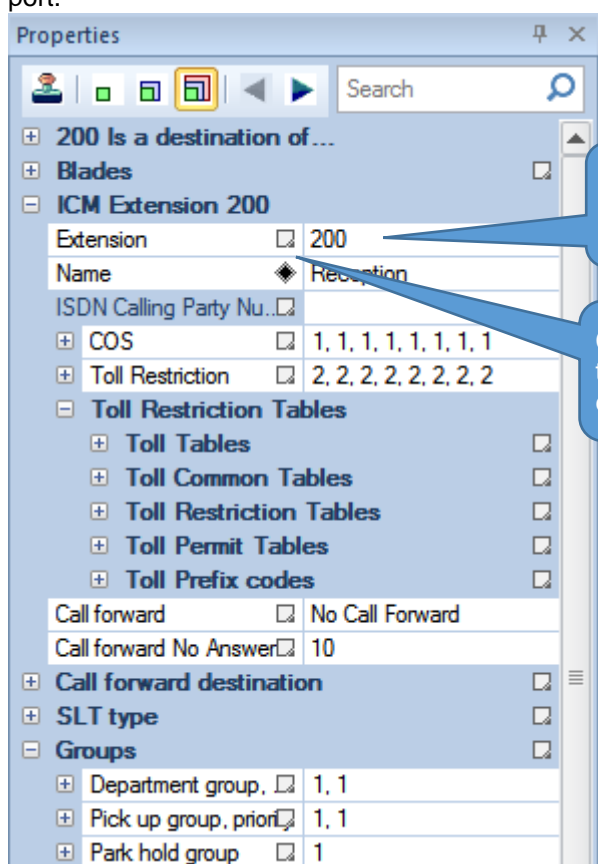 port.
Properties
Search
200 Is a destination of...
Blades
ICM Extension 200
Extension 200
Name Reception
ISDN Calling Party Nu..
COS 1, 1, 1, 1, 1, 1, 1, 1
Toll Restriction 2, 2, 2, 2, 2, 2, 2, 2
Toll Restriction Tables
Toll Tables
Toll Common Tables
Toll Restriction Tables
Toll Permit Tables
Toll Prefix codes
Call forward No Call Forward
Call forward No Answer 10
Call forward destination
SLT type
Groups
Department group, 1, 1
Pick up group, priori 1, 1
Park hold group 1